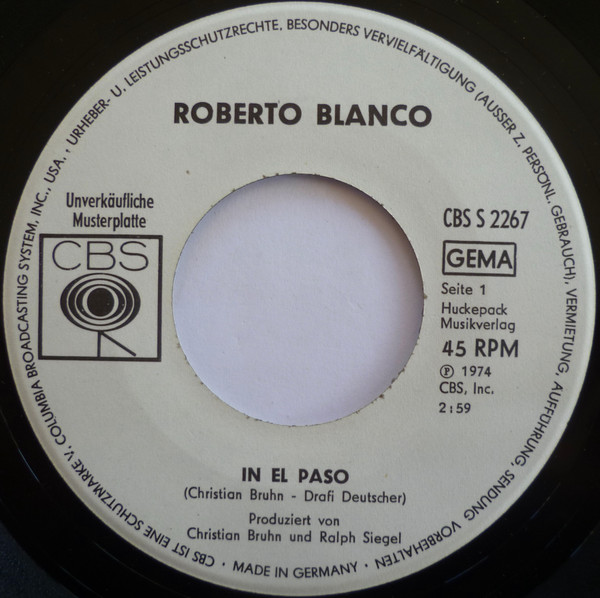 URHEBER- U. LEISTUNGSSCHUTZRECHTE, BESONDERS VERVIELFÄLTIGUNG (AUSSER Z. PERSÖNL. GEBRAUCH), VERMIETUNG, AUFFÜHRUNG, SENDUNG VORBEHALTEN
ROBERTO BLANCO
Unverkäufliche
Musterplatte
CBS
CBS S 2267
GEMA
Seite 1
Huckepack
Musikverlag
45 RPM
Ⓟ 1974
CBS, Inc.
2:59
IN EL PASO
(Christian Bruhn - Drafi Deutscher)
Produziert von
Christian Bruhn und Ralph Siegel
• MADE IN GERMANY •
CBS IST EINE SCHUTZMARKE V. COLUMBIA BROADCASTING SYSTEM, INC., USA.,